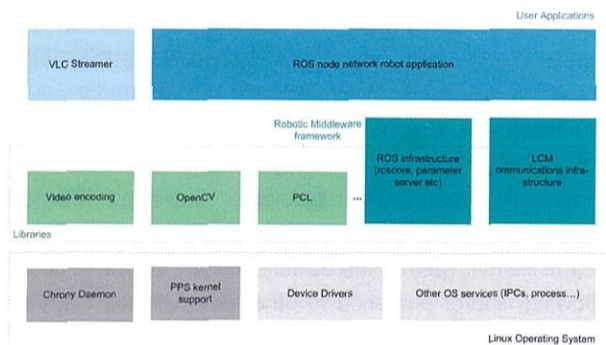 User Applications
VLC Streamer
ROS node network robot application
Robotic Middleware
framework
ROS infrastructure
(roscore, parameter
server etc)
LCM
ommunications infra-
structure
Video encoding
OpenCV
PCL
...
Libraries
Chrony Daemon
PPS kernel
support
Device Drivers
Other OS services (IPCs, process...)
Linux Operating System